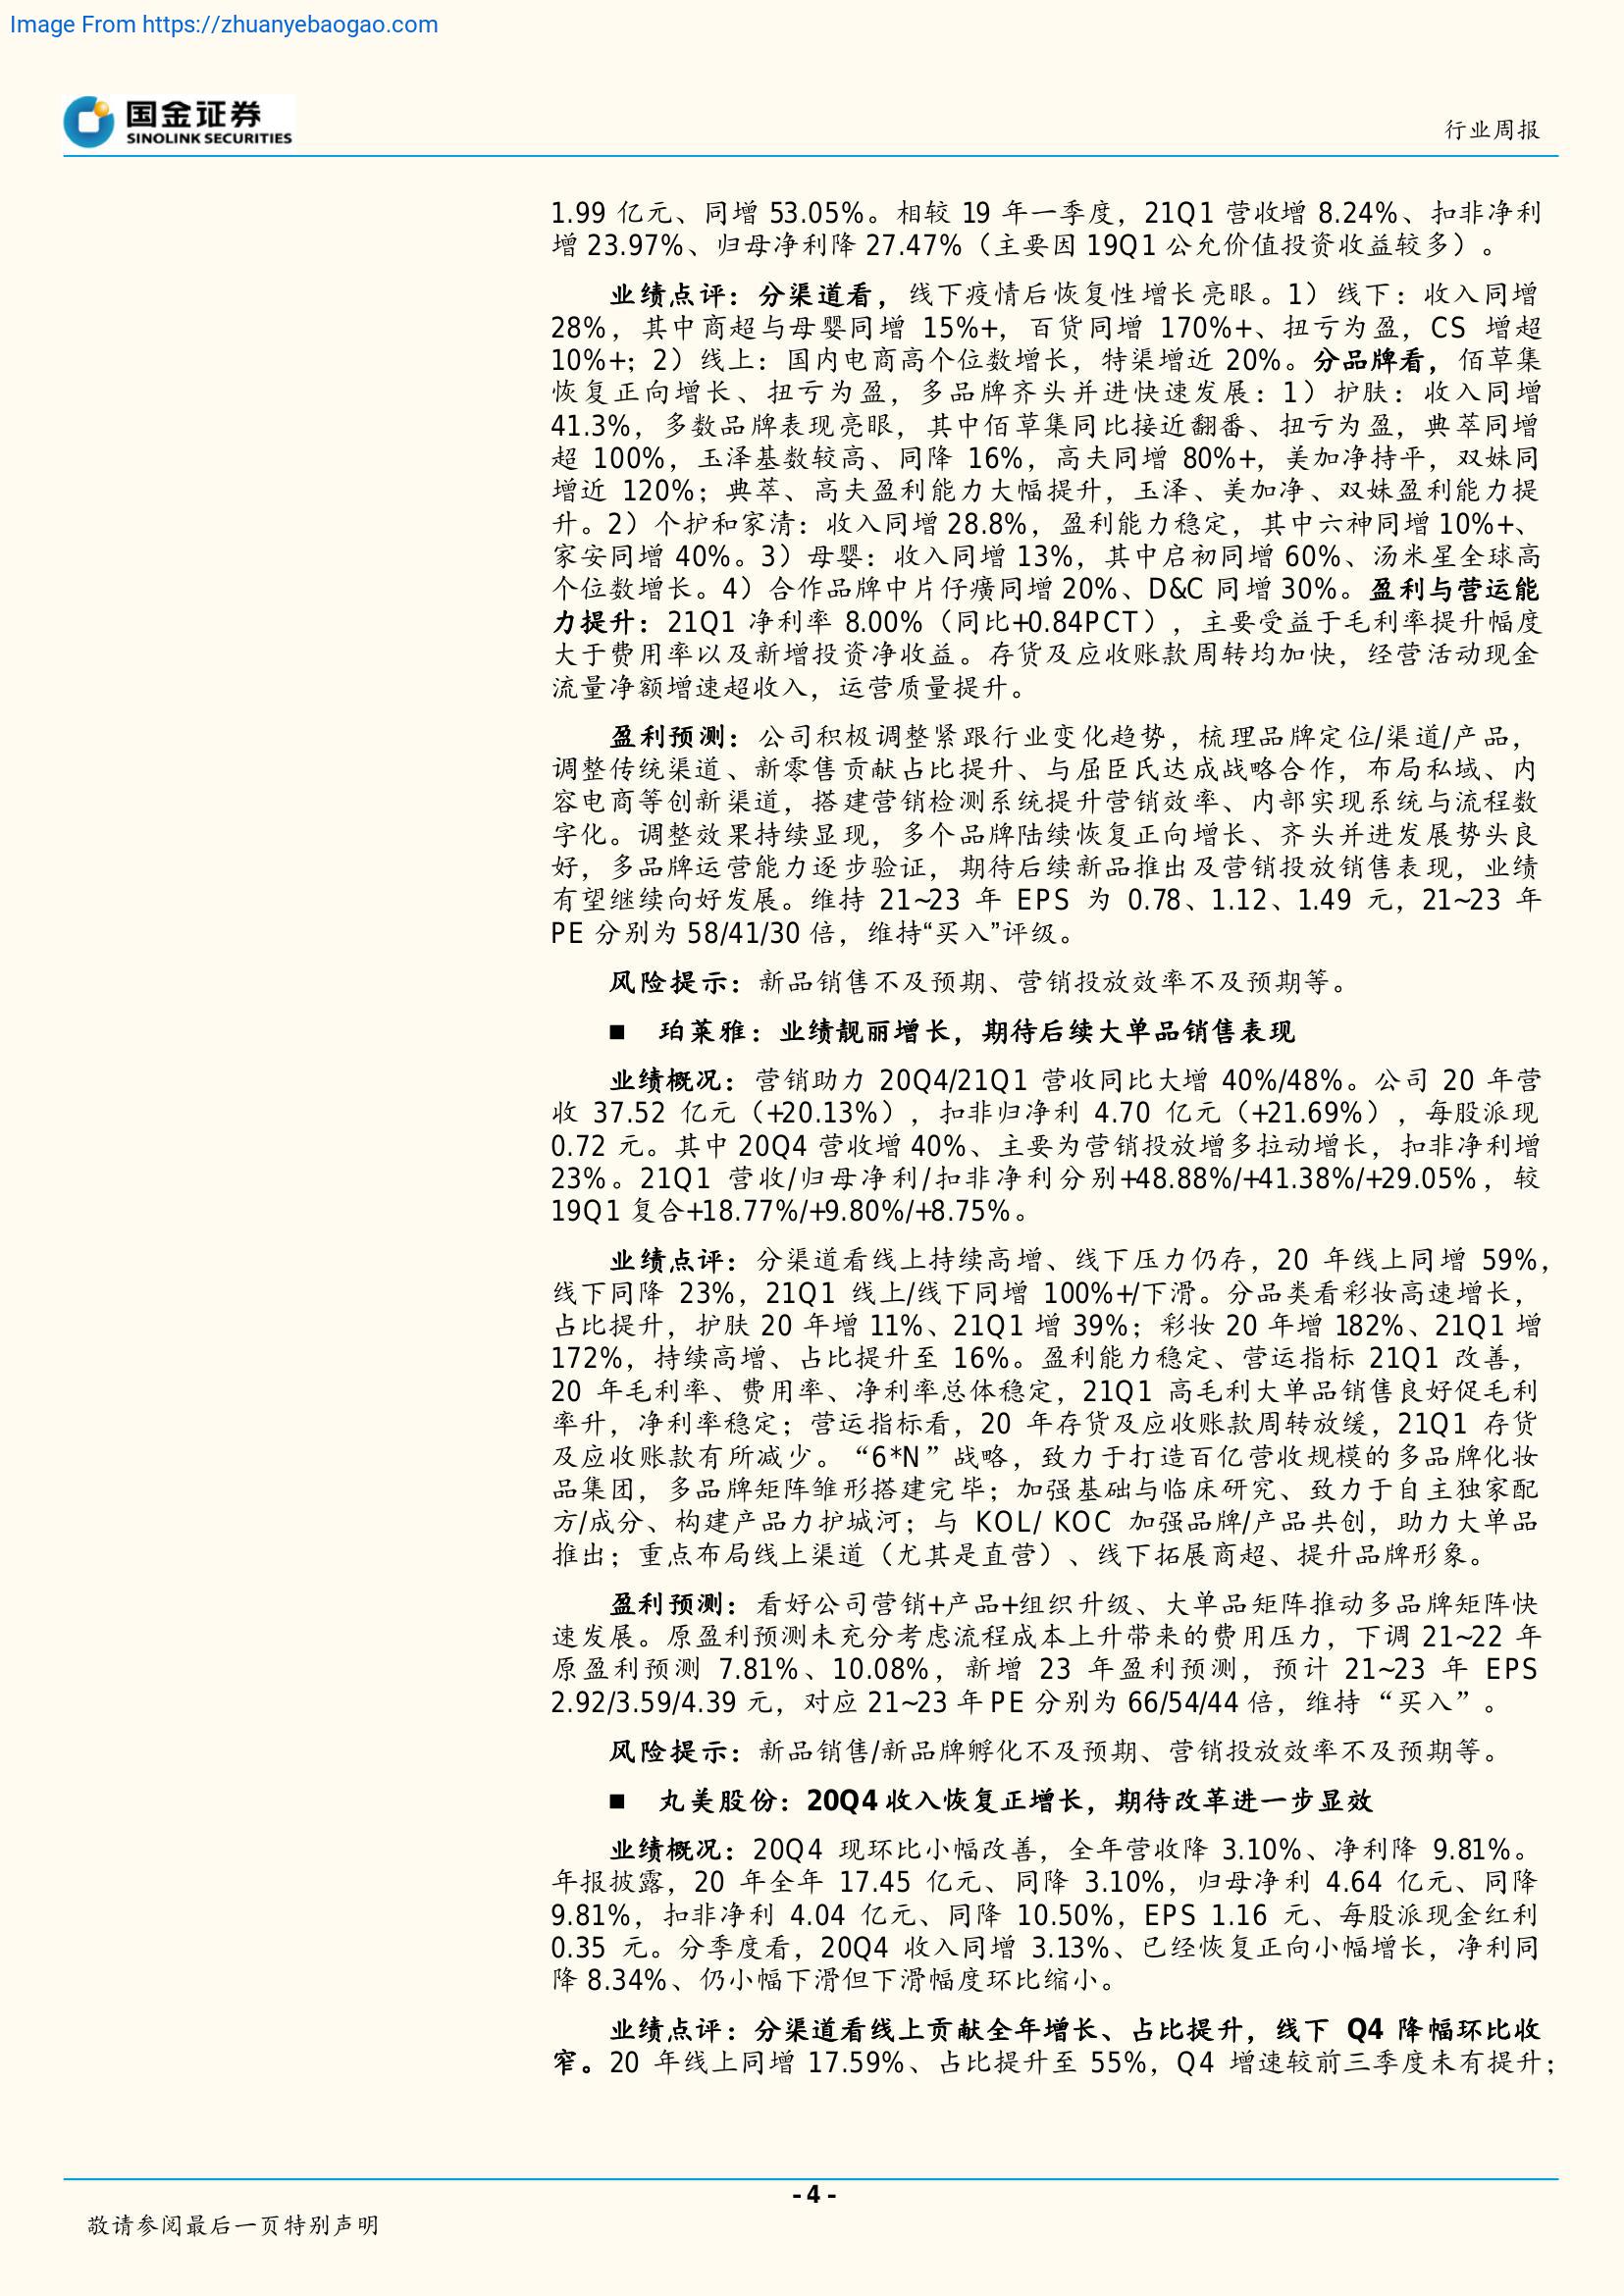 Image From https://zhuanyebaogao.com
国金证券
SINOLINK SECURITIES
行业周报
1.99 亿元、同增 53.05%。相较 19 年一季度，21Q1 营收增 8.24%、扣非净利
增 23.97%、归母净利降 27.47%（主要因 19Q1 公允价值投资收益较多）。
业绩点评：分渠道看，线下疫情后恢复性增长亮眼。1）线下：收入同增
28%，其中商超与母婴同增 15%+，百货同增 170%+、扭亏为盈，CS 增超
10%+；2）线上：国内电商高个位数增长，特渠增近 20%。分品牌看，佰草集
恢复正向增长、扭亏为盈，多品牌齐头并进快速发展：1）护肤：收入同增
41.3%，多数品牌表现亮眼，其中佰草集同比接近翻番、扭亏为盈，典萃同增
超 100%，玉泽基数较高、同降 16%，高夫同增 80%+，美加净持平，双妹同
增近 120%；典萃、高夫盈利能力大幅提升，玉泽、美加净、双妹盈利能力提
升。2）个护和家清：收入同增 28.8%，盈利能力稳定，其中六神同增 10%+、
家安同增 40%。3）母婴：收入同增 13%，其中启初同增 60%、汤米星全球高
个位数增长。4）合作品牌中片仔癀同增 20%、D&C 同增 30%。盈利与营运能
力提升：21Q1 净利率 8.00%（同比+0.84PCT），主要受益于毛利率提升幅度
大于费用率以及新增投资净收益。存货及应收账款周转均加快，经营活动现金
流量净额增速超收入，运营质量提升。
盈利预测：公司积极调整紧跟行业变化趋势，梳理品牌定位/渠道/产品，
调整传统渠道、新零售贡献占比提升、与屈臣氏达成战略合作，布局私域、内
容电商等创新渠道，搭建营销检测系统提升营销效率、内部实现系统与流程数
字化。调整效果持续显现，多个品牌陆续恢复正向增长、齐头并进发展势头良
好，多品牌运营能力逐步验证，期待后续新品推出及营销投放销售表现，业绩
有望继续向好发展。维持 21~23 年 EPS 为 0.78、1.12、1.49 元，21~23 年
PE 分别为 58/41/30 倍，维持“买入”评级。
风险提示：新品销售不及预期、营销投放效率不及预期等。
■ 珀莱雅：业绩靓丽增长，期待后续大单品销售表现
业绩概况：营销助力 20Q4/21Q1 营收同比大增 40%/48%。公司 20 年营
收 37.52 亿元（+20.13%），扣非归净利 4.70 亿元（+21.69%），每股派现
0.72 元。其中 20Q4 营收增 40%、主要为营销投放增多拉动增长，扣非净利增
23%。21Q1 营收/归母净利/扣非净利分别+48.88%/+41.38%/+29.05%，较
19Q1 复合+18.77%/+9.80%/+8.75%。
业绩点评：分渠道看线上持续高增、线下压力仍存，20 年线上同增 59%，
线下同降 23%，21Q1 线上/线下同增 100%+/下滑。分品类看彩妆高速增长，
占比提升，护肤 20 年增 11%、21Q1 增 39%；彩妆 20 年增 182%、21Q1 增
172%，持续高增、占比提升至 16%。盈利能力稳定、营运指标 21Q1 改善，
20 年毛利率、费用率、净利率总体稳定，21Q1 高毛利大单品销售良好促毛利
率升，净利率稳定；营运指标看，20 年存货及应收账款周转放缓，21Q1 存货
及应收账款有所减少。“6*N”战略，致力于打造百亿营收规模的多品牌化妆
品集团，多品牌矩阵雏形搭建完毕；加强基础与临床研究、致力于自主独家配
方/成分、构建产品力护城河；与 KOL/ KOC 加强品牌/产品共创，助力大单品
推出；重点布局线上渠道（尤其是直营）、线下拓展商超、提升品牌形象。
盈利预测：看好公司营销+产品+组织升级、大单品矩阵推动多品牌矩阵快
速发展。原盈利预测未充分考虑流程成本上升带来的费用压力，下调 21~22 年
原盈利预测 7.81%、10.08%，新增 23 年盈利预测，预计 21~23 年 EPS
2.92/3.59/4.39 元，对应 21~23 年 PE 分别为 66/54/44 倍，维持 “买入”。
风险提示：新品销售/新品牌孵化不及预期、营销投放效率不及预期等。
■ 丸美股份：20Q4 收入恢复正增长，期待改革进一步显效
业绩概况：20Q4 现环比小幅改善，全年营收降 3.10%、净利降 9.81%。
年报披露，20 年全年 17.45 亿元、同降 3.10%，归母净利 4.64 亿元、同降
9.81%，扣非净利 4.04 亿元、同降 10.50%，EPS 1.16 元、每股派现金红利
0.35 元。分季度看，20Q4 收入同增 3.13%、已经恢复正向小幅增长，净利同
降 8.34%、仍小幅下滑但下滑幅度环比缩小。
业绩点评：分渠道看线上贡献全年增长、占比提升，线下 Q4 降幅环比收
窄。20 年线上同增 17.59%、占比提升至 55%，Q4 增速较前三季度未有提升；
- 4 -
敬请参阅最后一页特别声明